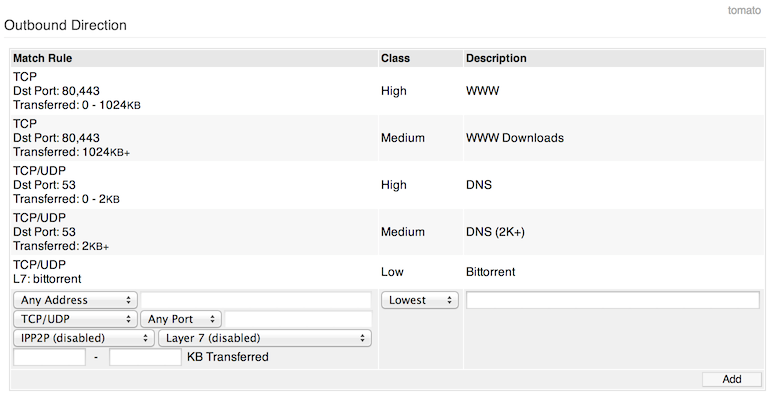 tomato
Outbound Direction
Match Rule Class Description
TCP
Dst Port: 80,443
Transferred: 0 - 1024KB
High WWW
TCP
Dst Port: 80,443
Transferred: 1024KB+
Medium WWW Downloads
TCP/UDP
Dst Port: 53
Transferred: 0 - 2KB
High DNS
TCP/UDP
Dst Port: 53
Transferred: 2KB+
Medium DNS (2K+)
TCP/UDP
L7: bittorrent
Low Bittorrent
Any Address Lowest
TCP/UDP Any Port
IPP2P (disabled) Layer 7 (disabled)
- KB Transferred
Add